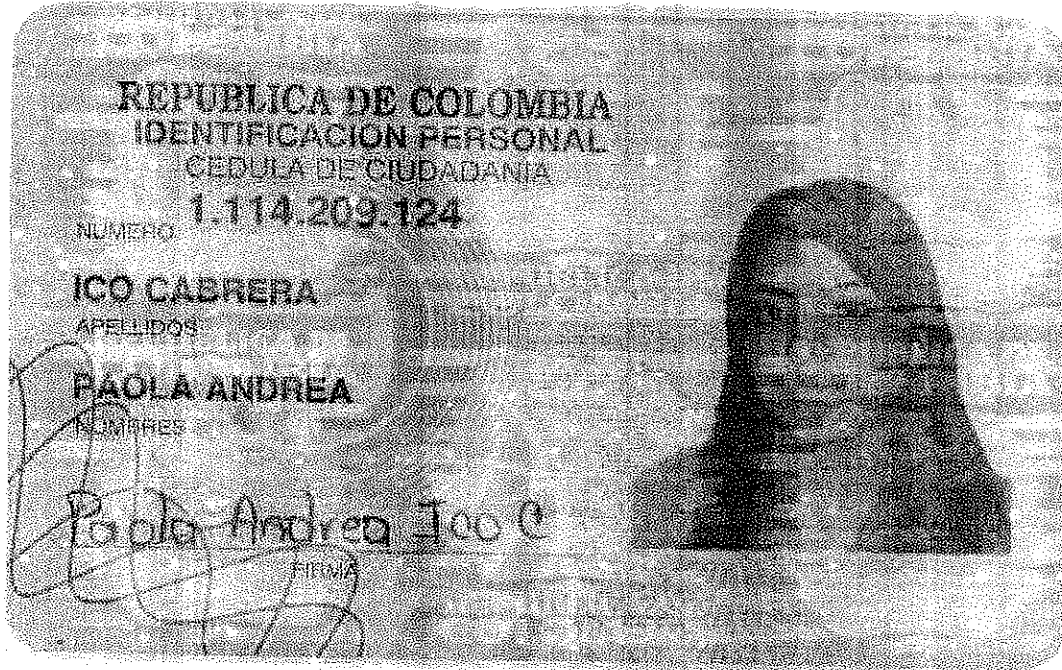 REPUBLICA DE COLOMBIA
IDENTIFICACION PERSONAL
CEDULA DE CIUDADANIA
NUMERO 1.114.209.124
ICO CABRERA
APELLIDOS
PAOLA ANDREA
NOMBRES
Paola Andrea Ico C
FIRMA